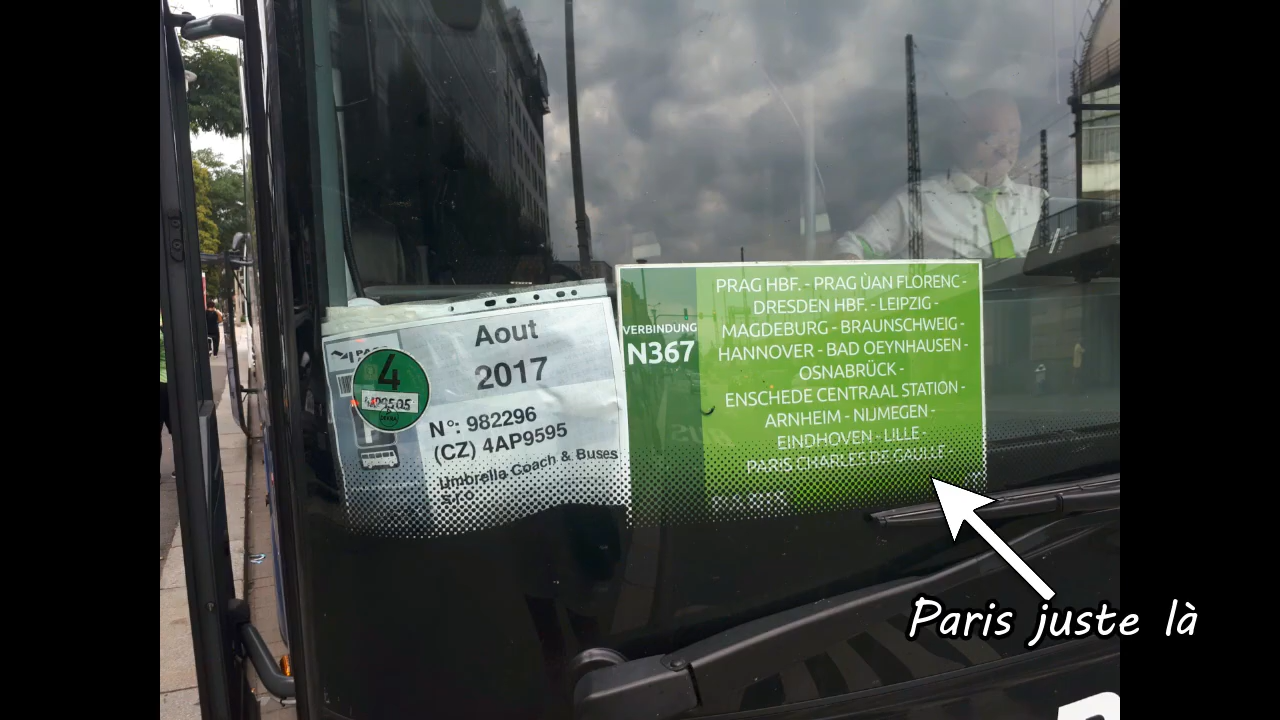 Aout
2017
N°: 982296
(CZ) 4AP9595
Umbrella Coach & Buses
s.r.o
4
VERBINDUNG
N367
PRAG HBF. - PRAG ÙAN FLORENC -
DRESDEN HBF. - LEIPZIG -
MAGDEBURG - BRAUNSCHWEIG -
HANNOVER - BAD OEYNHAUSEN -
OSNABRÜCK -
ENSCHEDE CENTRAAL STATION -
ARNHEIM - NIJMEGEN -
EINDHOVEN - LILLE -
PARIS CHARLES DE GAULLE
Paris juste là